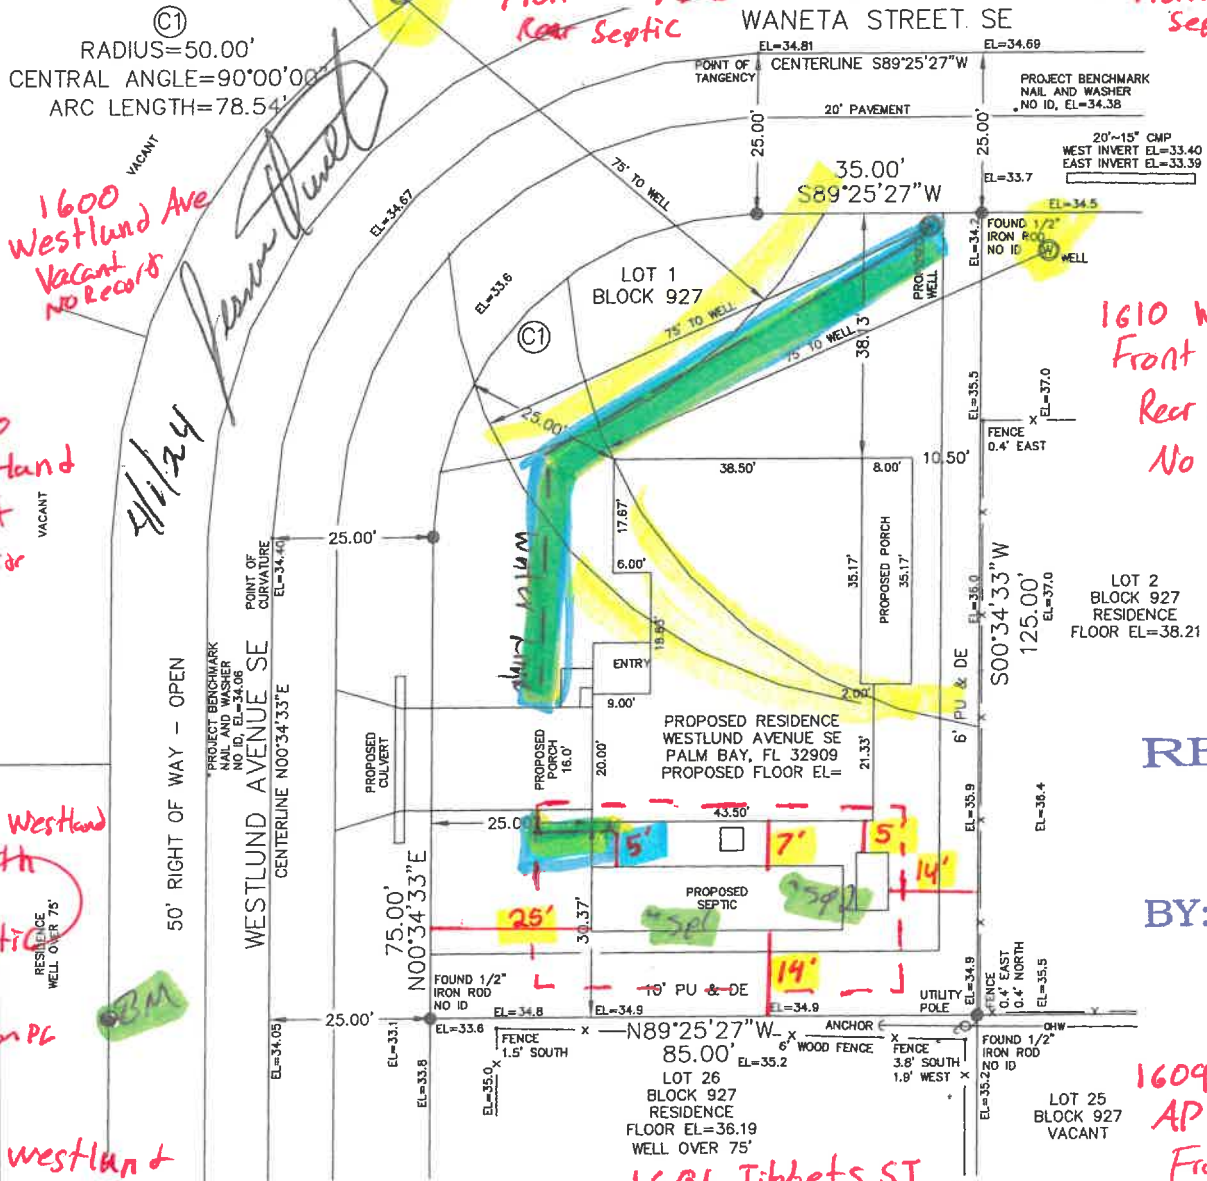 C1
RADIUS=50.00'
CENTRAL ANGLE=90°00'00"
ARC LENGTH=78.54'
Rear Septic
WANETA STREET SE
EL=34.81
EL=34.69
POINT OF
TANGENCY
CENTERLINE S89°25'27"W
PROJECT BENCHMARK
NAIL AND WASHER
NO ID, EL=34.38
20' PAVEMENT
25.00'
25.00'
20'~15" CMP
WEST INVERT EL=33.40
EAST INVERT EL=33.39
VACANT
1600
Westlund Ave
Vacant
No Record
EL=34.67
75' TO WELL
35.00'
S89°25'27"W
EL=33.7
EL=34.5
EL=34.2
FOUND 1/2"
IRON ROD
NO ID
W
WELL
W
PROPOSED
WELL
LOT 1
BLOCK 927
EL=33.6
C1
75' TO WELL
75' TO WELL
38.13'
1610
Front
Rear
No
EL=35.5
EL=37.0
FENCE
0.4' EAST
25.00'
4/1/24
VACANT
38.50'
8.00'
10.50'
17.67'
6.00'
18.83'
35.17'
PROPOSED PORCH
35.17'
25.00'
POINT OF
CURVATURE
EL=34.40
EL=36.0
S00°34'33"W
125.00'
EL=37.0
LOT 2
BLOCK 927
RESIDENCE
FLOOR EL=38.21
ENTRY
9.00'
2.00'
6' PU & DE
50' RIGHT OF WAY - OPEN
PROJECT BENCHMARK
NAIL AND WASHER
NO ID, EL=34.06
WESTLUND AVENUE SE
CENTERLINE N00°34'33"E
PROPOSED
CULVERT
PROPOSED
PORCH
16.0'
20.00'
PROPOSED RESIDENCE
WESTLUND AVENUE SE
PALM BAY, FL 32909
PROPOSED FLOOR EL=
21.33'
EL=35.9
EL=36.4
25.00'
43.50'
5'
7'
5'
14'
PROPOSED
SEPTIC
25'
30.37'
14'
75.00'
N00°34'33"E
Westland
RESIDENCE
WELL OVER 75'
BM
BY:
FOUND 1/2"
IRON ROD
NO ID
10' PU & DE
UTILITY
POLE
EL=34.9
FENCE
0.4' EAST
0.4' NORTH
EL=35.5
25.00'
EL=34.05
EL=33.1
EL=33.6
EL=34.8
EL=34.9
EL=34.9
FENCE
1.5' SOUTH
N89°25'27"W
85.00'
EL=35.2
ANCHOR
6' WOOD FENCE
FENCE
3.8' SOUTH
1.9' WEST
OHW
FOUND 1/2"
IRON ROD
NO ID
EL=33.8
EL=35.0
EL=35.2
LOT 26
BLOCK 927
RESIDENCE
FLOOR EL=36.19
WELL OVER 75'
LOT 25
BLOCK 927
VACANT
1609
Westlund
Tibbets ST